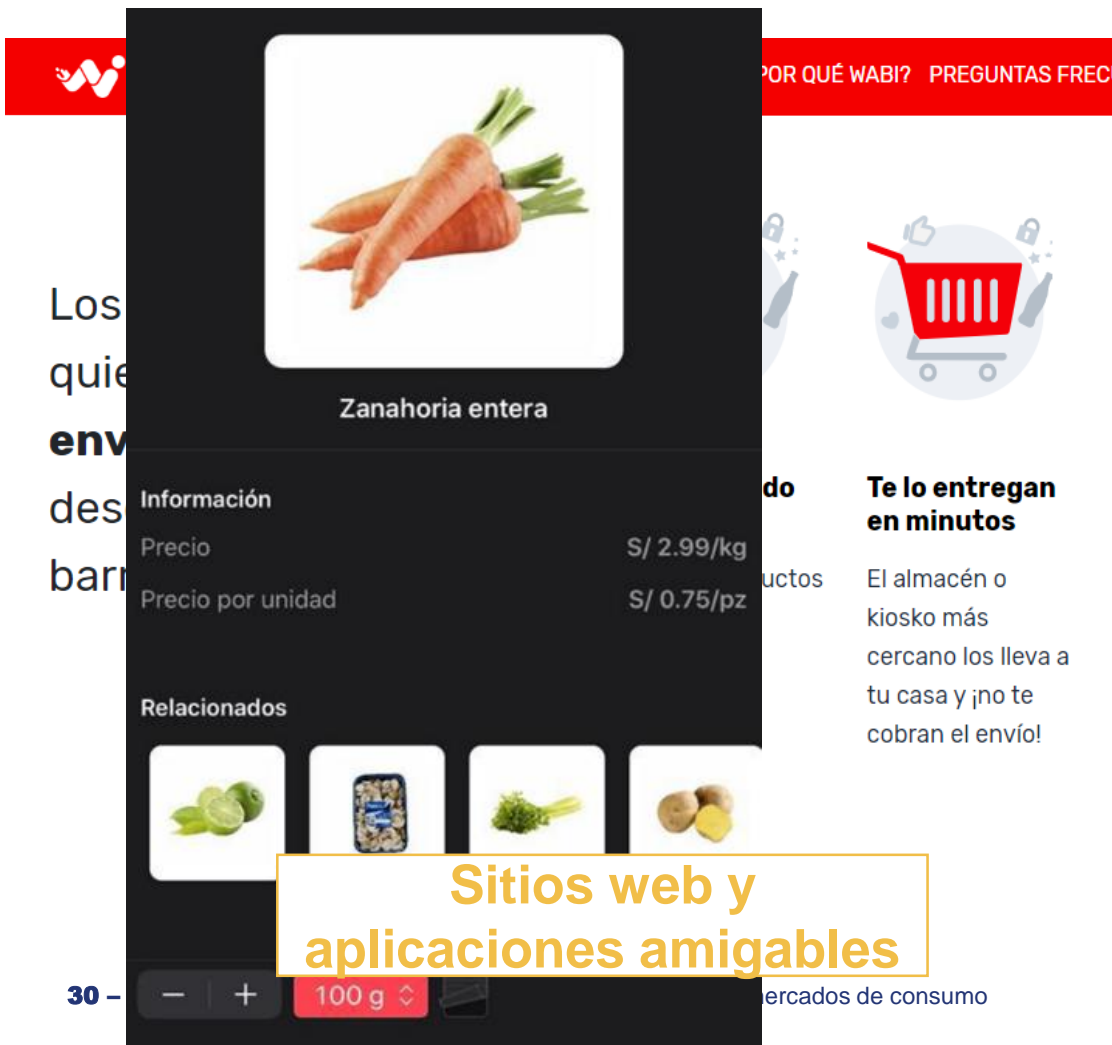 POR QUÉ WABI? PREGUNTAS FREC
Los
quie
env
des
barr
Zanahoria entera
Información
Precio S/ 2.99/kg
Precio por unidad S/ 0.75/pz
Relacionados
do
uctos
Te lo entregan
en minutos
El almacén o
kiosko más
cercano los lleva a
tu casa y ¡no te
cobran el envío!
Sitios web y
aplicaciones amigables
− + 100 g
30 –
ercados de consumo